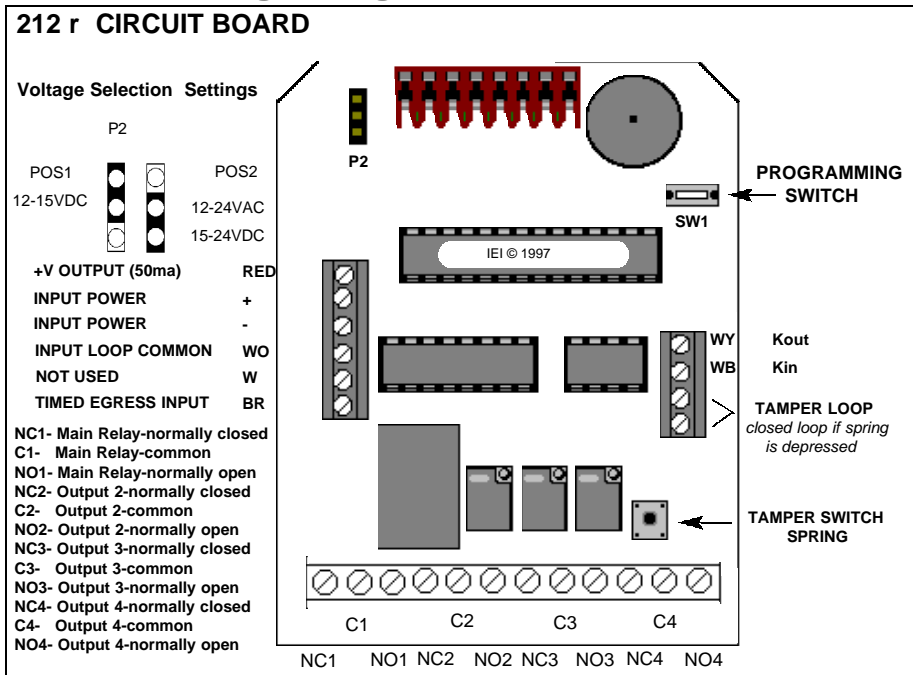 212 r CIRCUIT BOARD
Voltage Selection Settings
P2
POS1
POS2
12-15VDC
12-24VAC
15-24VDC
+V OUTPUT (50ma) RED
INPUT POWER +
INPUT POWER -
INPUT LOOP COMMON WO
NOT USED W
TIMED EGRESS INPUT BR
NC1- Main Relay-normally closed
C1- Main Relay-common
NO1- Main Relay-normally open
NC2- Output 2-normally closed
C2- Output 2-common
NO2- Output 2-normally open
NC3- Output 3-normally closed
C3- Output 3-common
NO3- Output 3-normally open
NC4- Output 4-normally closed
C4- Output 4-common
NO4- Output 4-normally open
P2
PROGRAMMING
SWITCH
SW1
IEI © 1997
WY Kout
WB Kin
TAMPER LOOP
closed loop if spring
is depressed
TAMPER SWITCH
SPRING
C1 C2 C3 C4
NC1 NO1 NC2 NO2 NC3 NO3 NC4 NO4